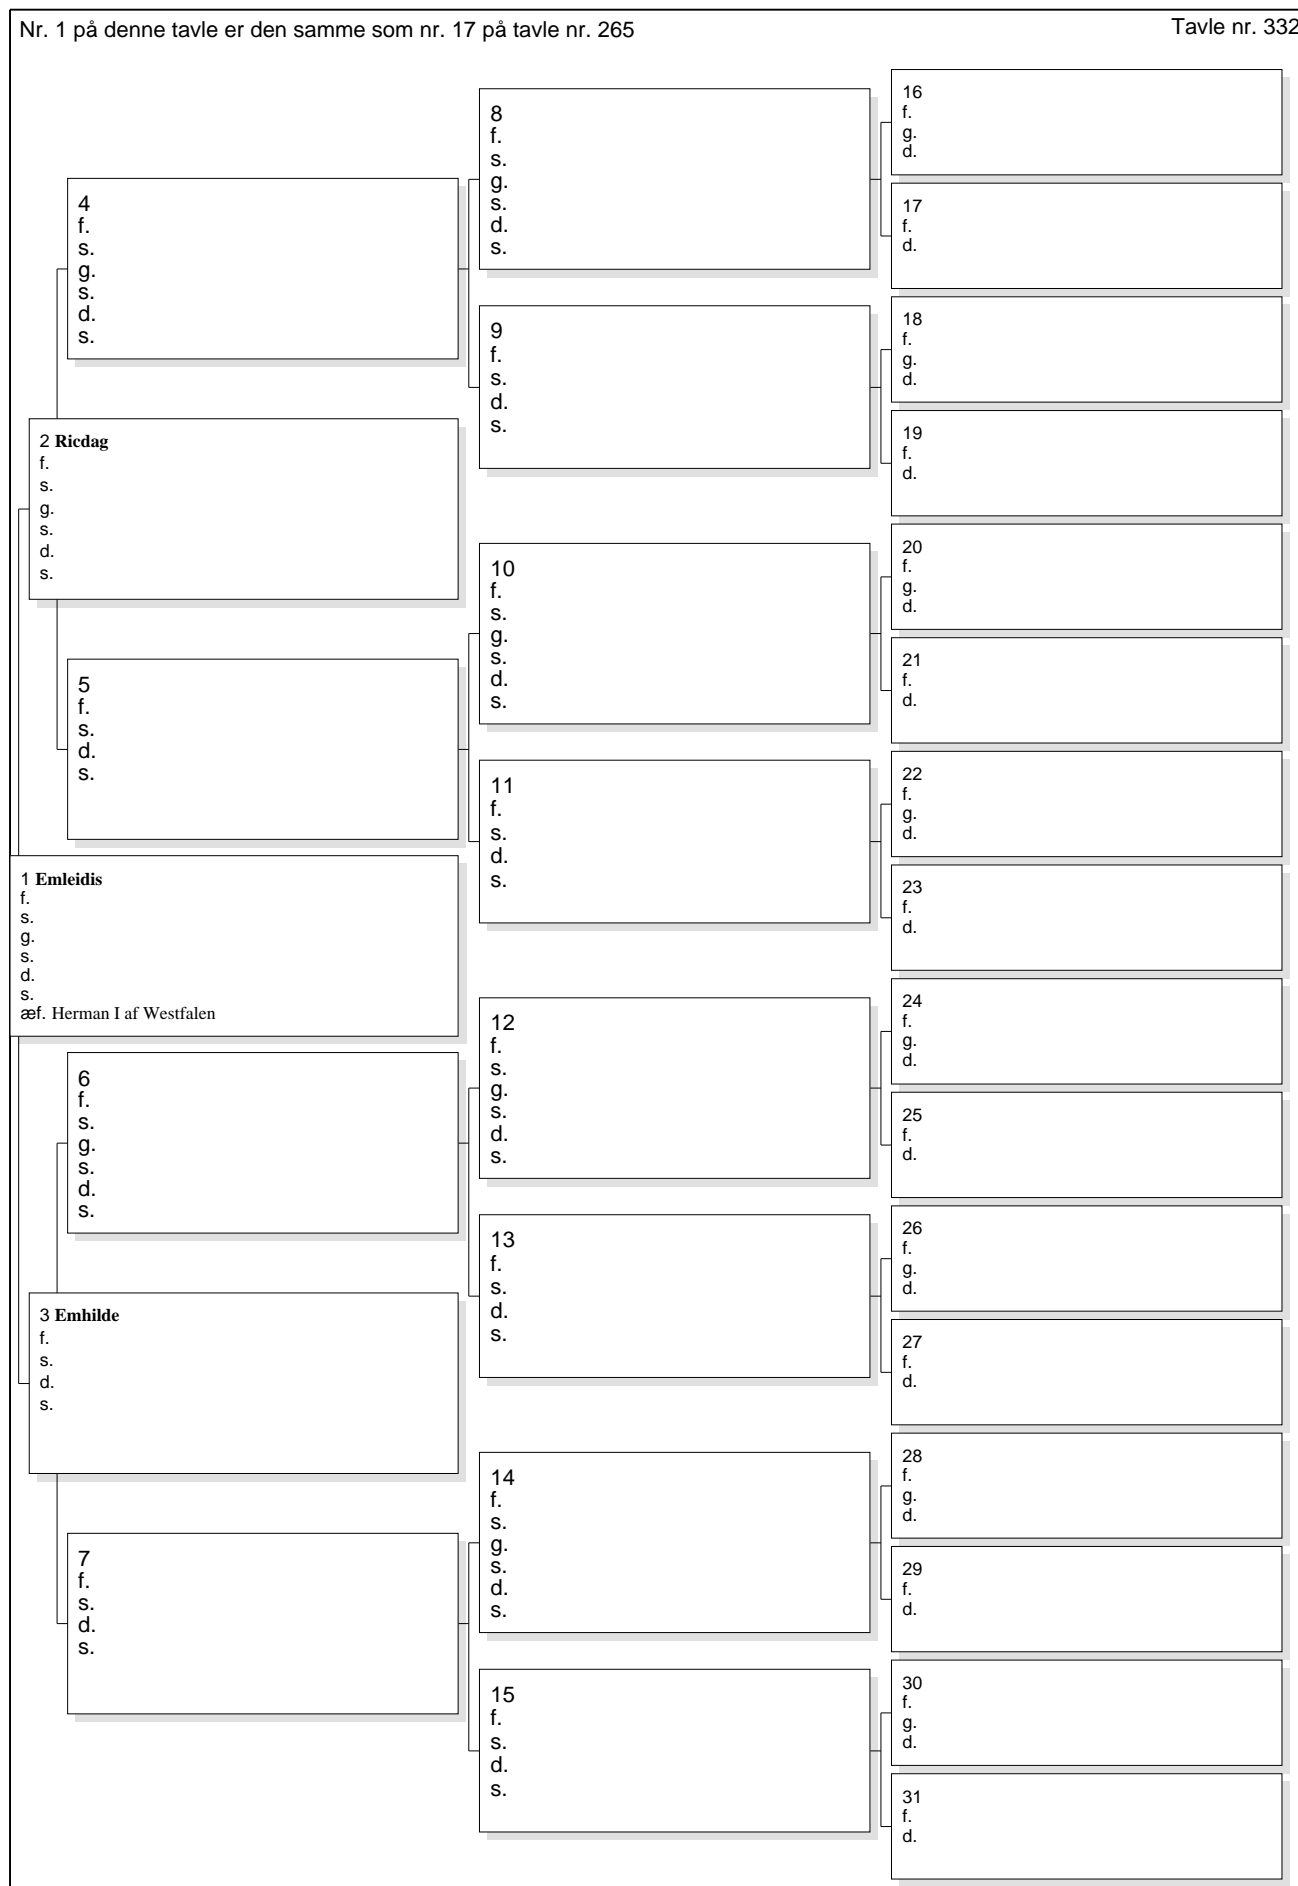 Nr. 1 på denne tavle er den samme som nr. 17 på tavle nr. 265
Tavle nr. 332
4
f.
s.
g.
s.
d.
s.
2 Ricdag
f.
s.
g.
s.
d.
s.
5
f.
s.
d.
s.
1 Emleidis
f.
s.
g.
s.
d.
s.
æf. Herman I af Westfalen
6
f.
s.
g.
s.
d.
s.
3 Emhilde
f.
s.
d.
s.
7
f.
s.
d.
s.
8
f.
s.
g.
s.
d.
s.
9
f.
s.
d.
s.
10
f.
s.
g.
s.
d.
s.
11
f.
s.
d.
s.
12
f.
s.
g.
s.
d.
s.
13
f.
s.
d.
s.
14
f.
s.
g.
s.
d.
s.
15
f.
s.
d.
s.
16
f.
g.
d.
17
f.
d.
18
f.
g.
d.
19
f.
d.
20
f.
g.
d.
21
f.
d.
22
f.
g.
d.
23
f.
d.
24
f.
g.
d.
25
f.
d.
26
f.
g.
d.
27
f.
d.
28
f.
g.
d.
29
f.
d.
30
f.
g.
d.
31
f.
d.